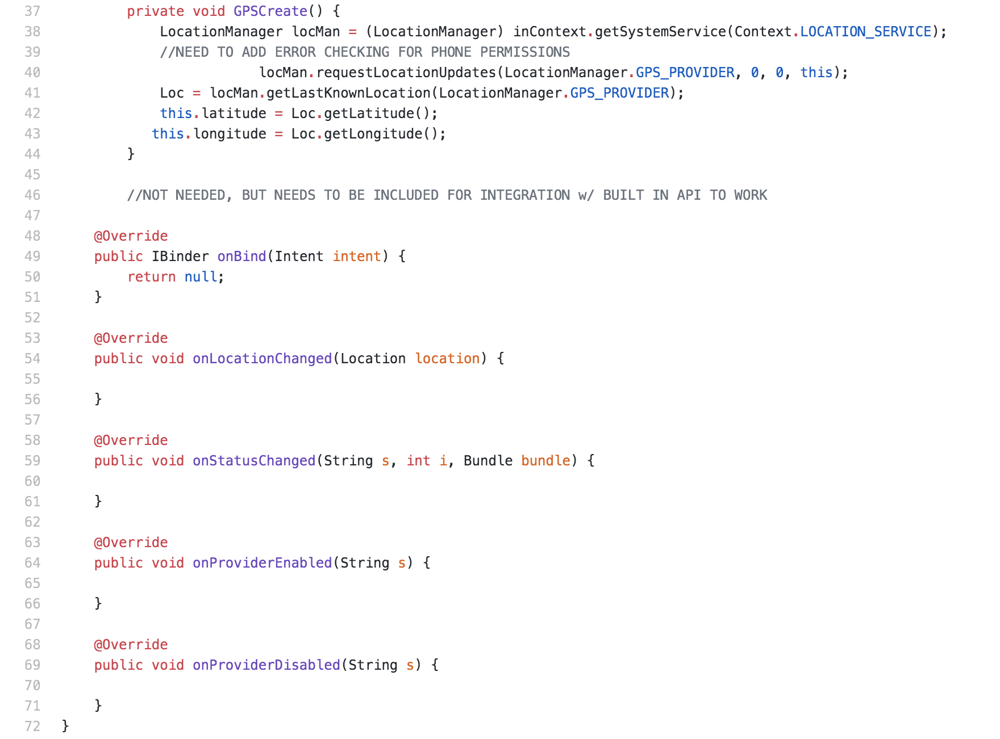 37 private void GPSCreate() {
38 LocationManager locMan = (LocationManager) inContext.getSystemService(Context.LOCATION_SERVICE);
39 //NEED TO ADD ERROR CHECKING FOR PHONE PERMISSIONS
40 locMan.requestLocationUpdates(LocationManager.GPS_PROVIDER, 0, 0, this);
41 Loc = locMan.getLastKnownLocation(LocationManager.GPS_PROVIDER);
42 this.latitude = Loc.getLatitude();
43 this.longitude = Loc.getLongitude();
44 }
45
46 //NOT NEEDED, BUT NEEDS TO BE INCLUDED FOR INTEGRATION w/ BUILT IN API TO WORK
47
48 @Override
49 public IBinder onBind(Intent intent) {
50 return null;
51 }
52
53 @Override
54 public void onLocationChanged(Location location) {
55
56 }
57
58 @Override
59 public void onStatusChanged(String s, int i, Bundle bundle) {
60
61 }
62
63 @Override
64 public void onProviderEnabled(String s) {
65
66 }
67
68 @Override
69 public void onProviderDisabled(String s) {
70
71 }
72 }